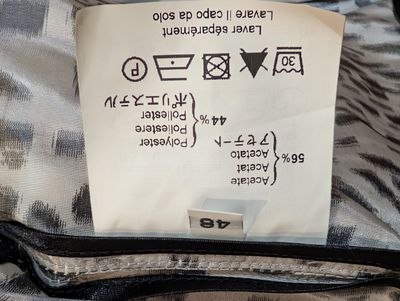 48
56%
Acetate
Acetat
Acetato
アセテート
44%
Polyester
Poliestere
Poliester
ポリエステル
30
P
Laver séparément
Lavare il capo da solo